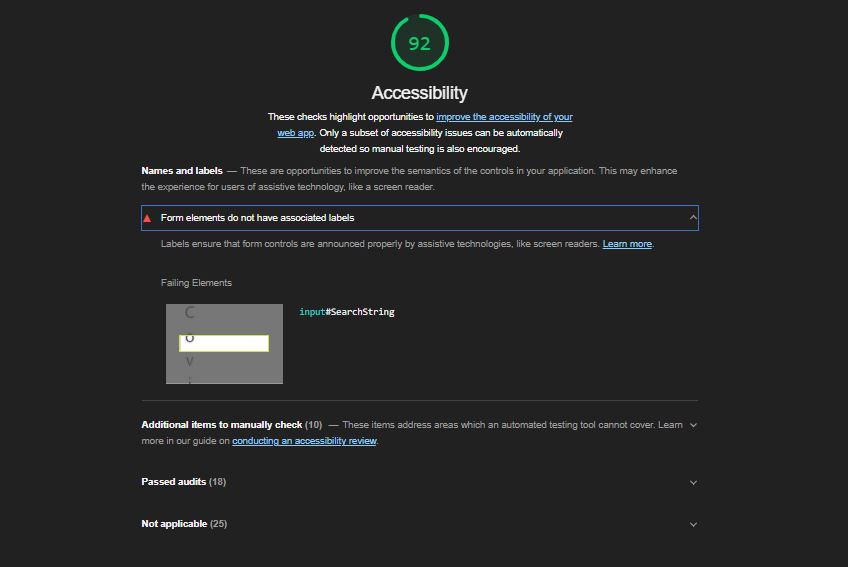 92
Accessibility
These checks highlight opportunities to improve the accessibility of your
web app. Only a subset of accessibility issues can be automatically
detected so manual testing is also encouraged.
Names and labels — These are opportunities to improve the semantics of the controls in your application. This may enhance
the experience for users of assistive technology, like a screen reader.
Form elements do not have associated labels
Labels ensure that form controls are announced properly by assistive technologies, like screen readers. Learn more.
Failing Elements
C
o
v
i
input#SearchString
Additional items to manually check (10) — These items address areas which an automated testing tool cannot cover. Learn
more in our guide on conducting an accessibility review.
Passed audits (18)
Not applicable (25)